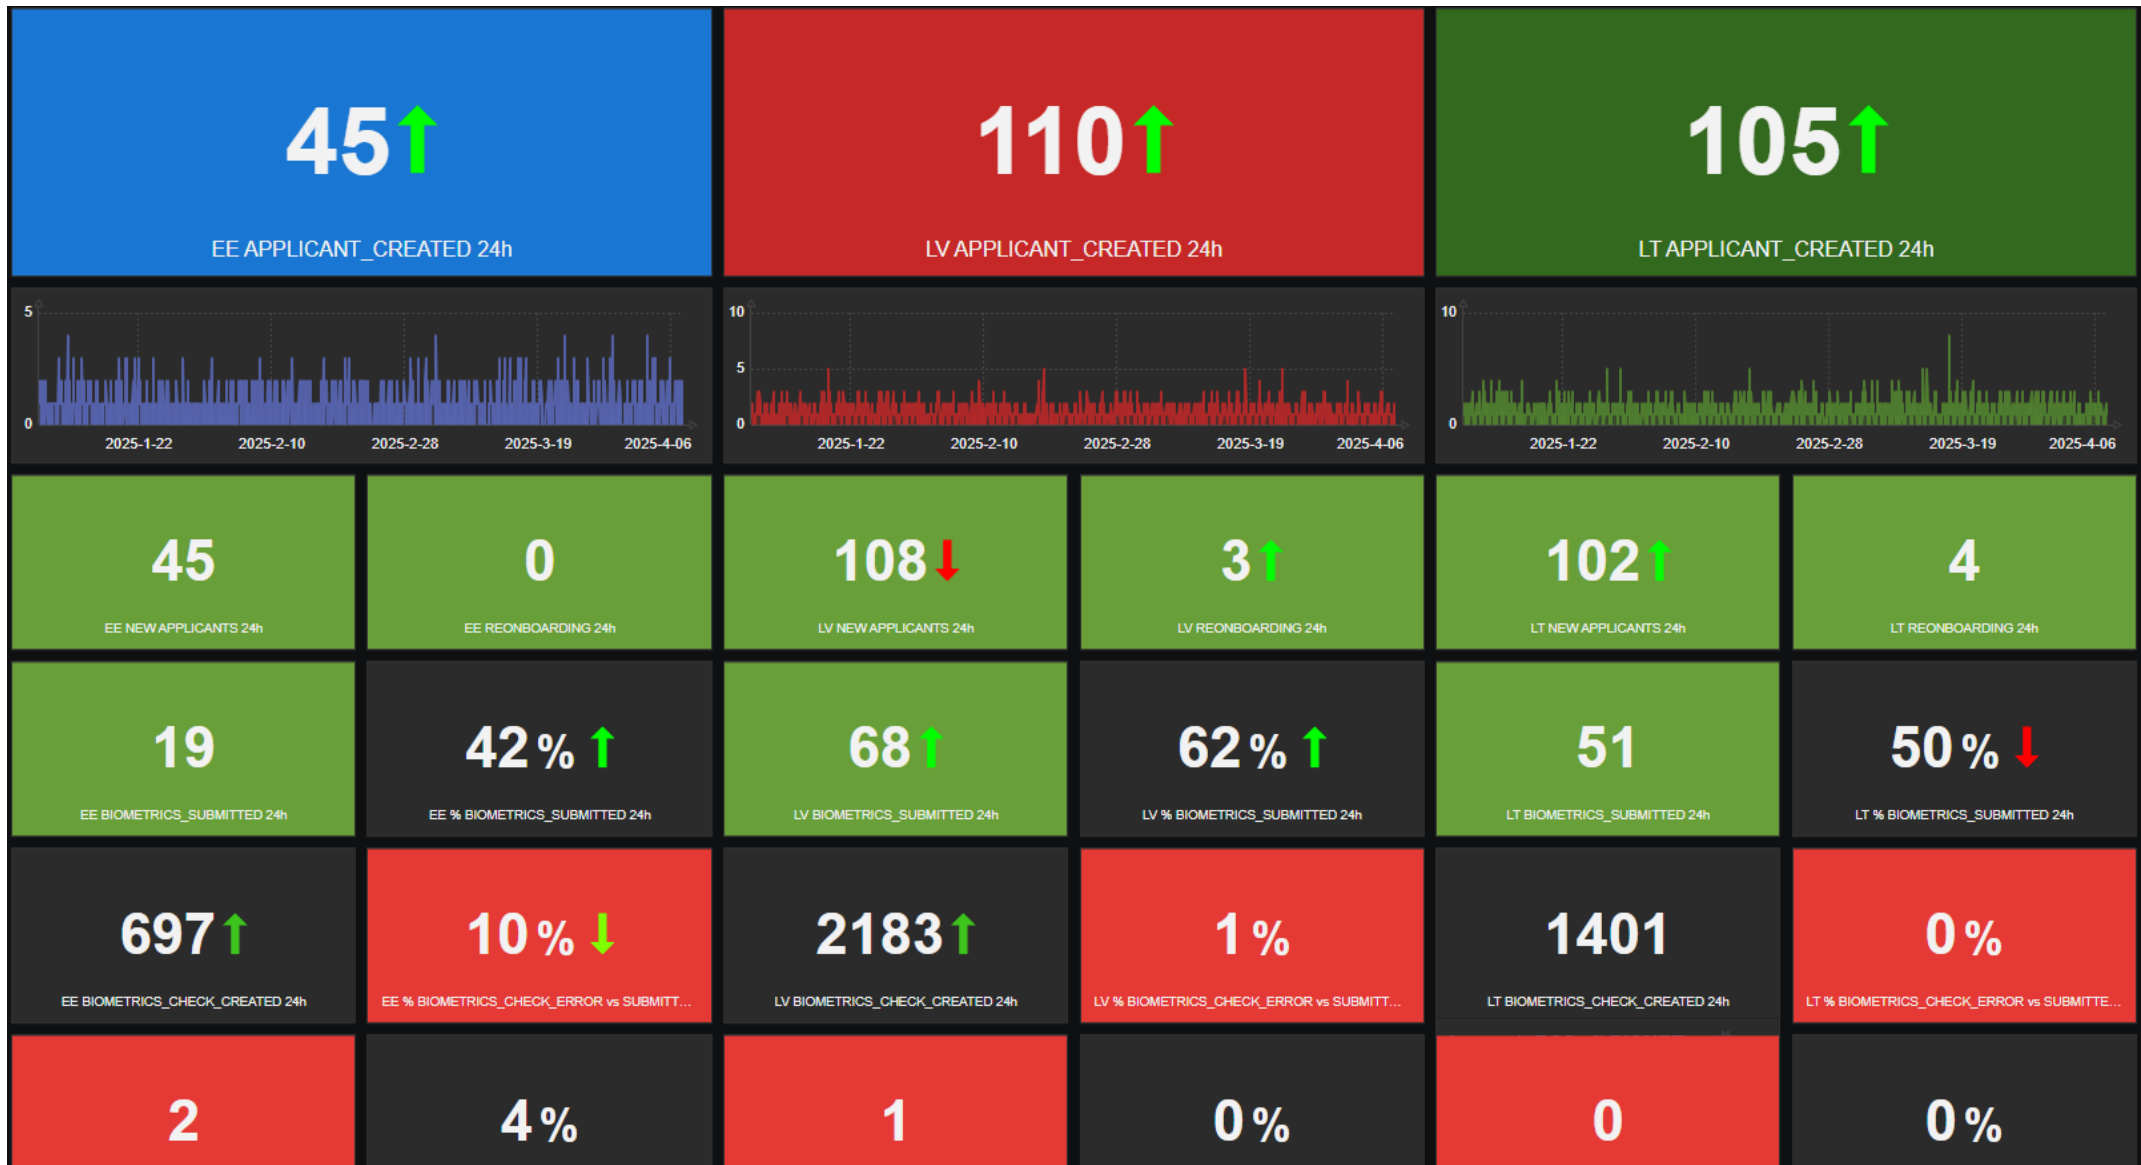 45
110
105
EE APPLICANT_CREATED 24h
LV APPLICANT_CREATED 24h
LT APPLICANT_CREATED 24h
5
0
2025-1-22 2025-2-10 2025-2-28 2025-3-19 2025-4-06
10
5
0
2025-1-22 2025-2-10 2025-2-28 2025-3-19 2025-4-06
10
0
2025-1-22 2025-2-10 2025-2-28 2025-3-19 2025-4-06
45
EE NEW APPLICANTS 24h
0
EE REONBOARDING 24h
108
LV NEW APPLICANTS 24h
3
LV REONBOARDING 24h
102
LT NEW APPLICANTS 24h
4
LT REONBOARDING 24h
19
EE BIOMETRICS_SUBMITTED 24h
42 %
EE % BIOMETRICS_SUBMITTED 24h
68
LV BIOMETRICS_SUBMITTED 24h
62 %
LV % BIOMETRICS_SUBMITTED 24h
51
LT BIOMETRICS_SUBMITTED 24h
50 %
LT % BIOMETRICS_SUBMITTED 24h
697
EE BIOMETRICS_CHECK_CREATED 24h
10 %
EE % BIOMETRICS_CHECK_ERROR vs SUBMITT...
2183
LV BIOMETRICS_CHECK_CREATED 24h
1 %
LV % BIOMETRICS_CHECK_ERROR vs SUBMITT...
1401
LT BIOMETRICS_CHECK_CREATED 24h
0 %
LT % BIOMETRICS_CHECK_ERROR vs SUBMITTE...
2
4 %
1
0 %
0
0 %